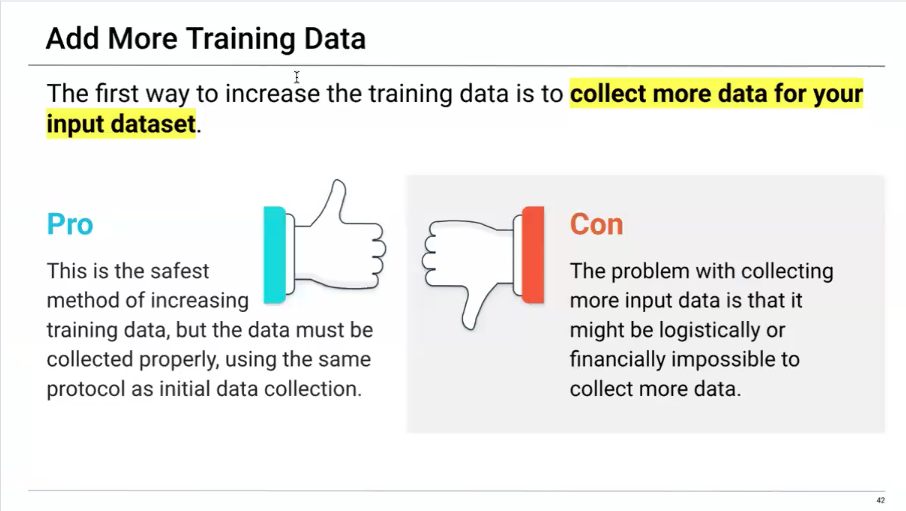 Add More Training Data
The first way to increase the training data is to collect more data for your
input dataset.
Pro
This is the safest
method of increasing
training data, but the data must be
collected properly, using the same
protocol as initial data collection.
Con
The problem with collecting
more input data is that it
might be logistically or
financially impossible to
collect more data.
42